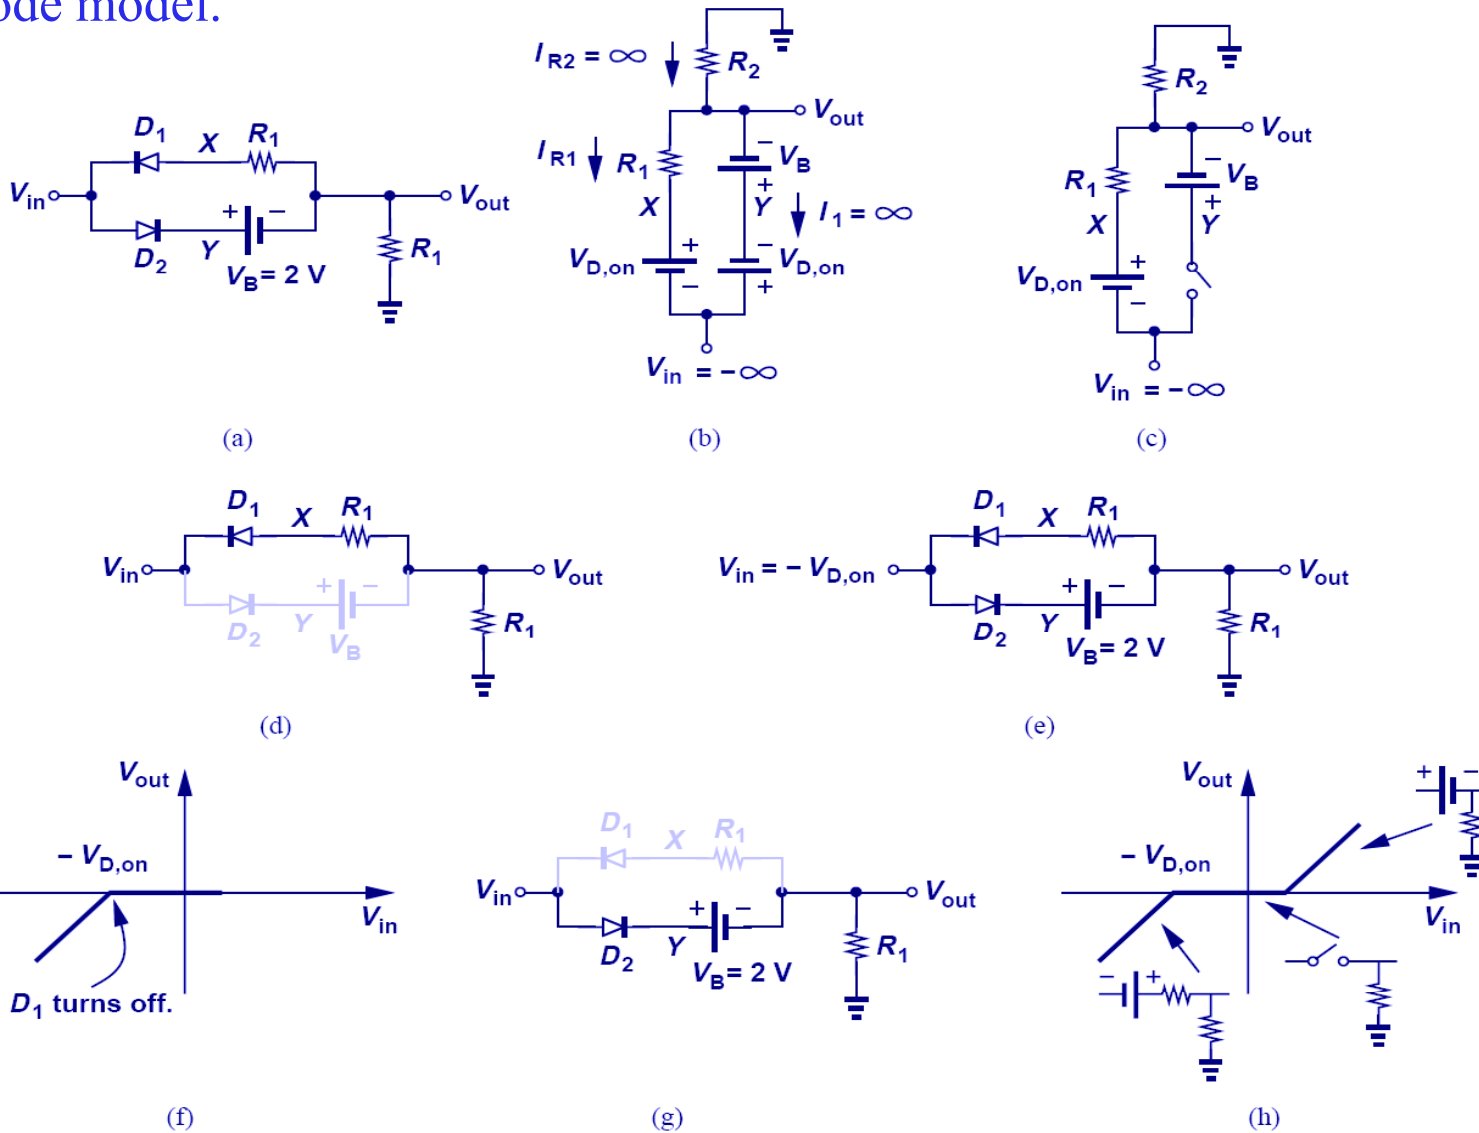 ode model.
D1 X R1
Vin Vout
+ −
D2 Y VB = 2 V R1
(a)
IR2 = ∞ R2
Vout
IR1 R1 − VB
X + Y I1 = ∞
VD,on + − VD,on
− +
Vin = − ∞
(b)
R2
Vout
R1 − VB
X + Y
VD,on +
−
Vin = − ∞
(c)
D1 X R1
Vin Vout
+ −
D2 Y VB R1
(d)
D1 X R1
Vin = − VD,on Vout
+ −
D2 Y VB = 2 V R1
(e)
Vout
− VD,on
Vin
D1 turns off.
(f)
D1 X R1
Vin Vout
+ −
D2 Y VB = 2 V R1
(g)
Vout + −
− VD,on
Vin
− +
(h)